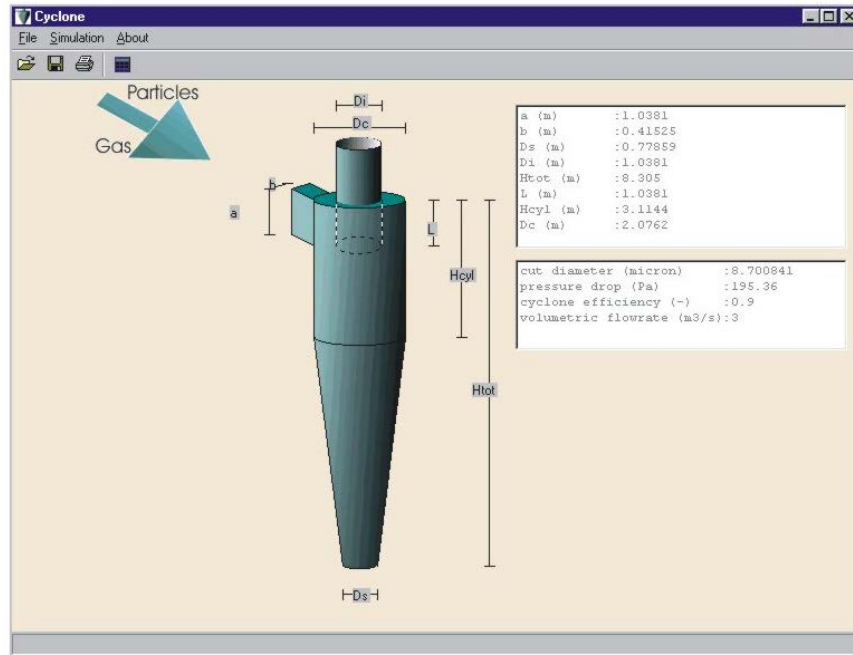 Cyclone
File Simulation About
Particles
Gas
Di
Dc
b
a
L
Hcyl
Htot
Ds
a (m) :1.0381
b (m) :0.41525
Ds (m) :0.77859
Di (m) :1.0381
Htot (m) :8.305
L (m) :1.0381
Hcyl (m) :3.1144
Dc (m) :2.0762
cut diameter (micron) :8.700841
pressure drop (Pa) :195.36
cyclone efficiency (-) :0.9
volumetric flowrate (m3/s):3